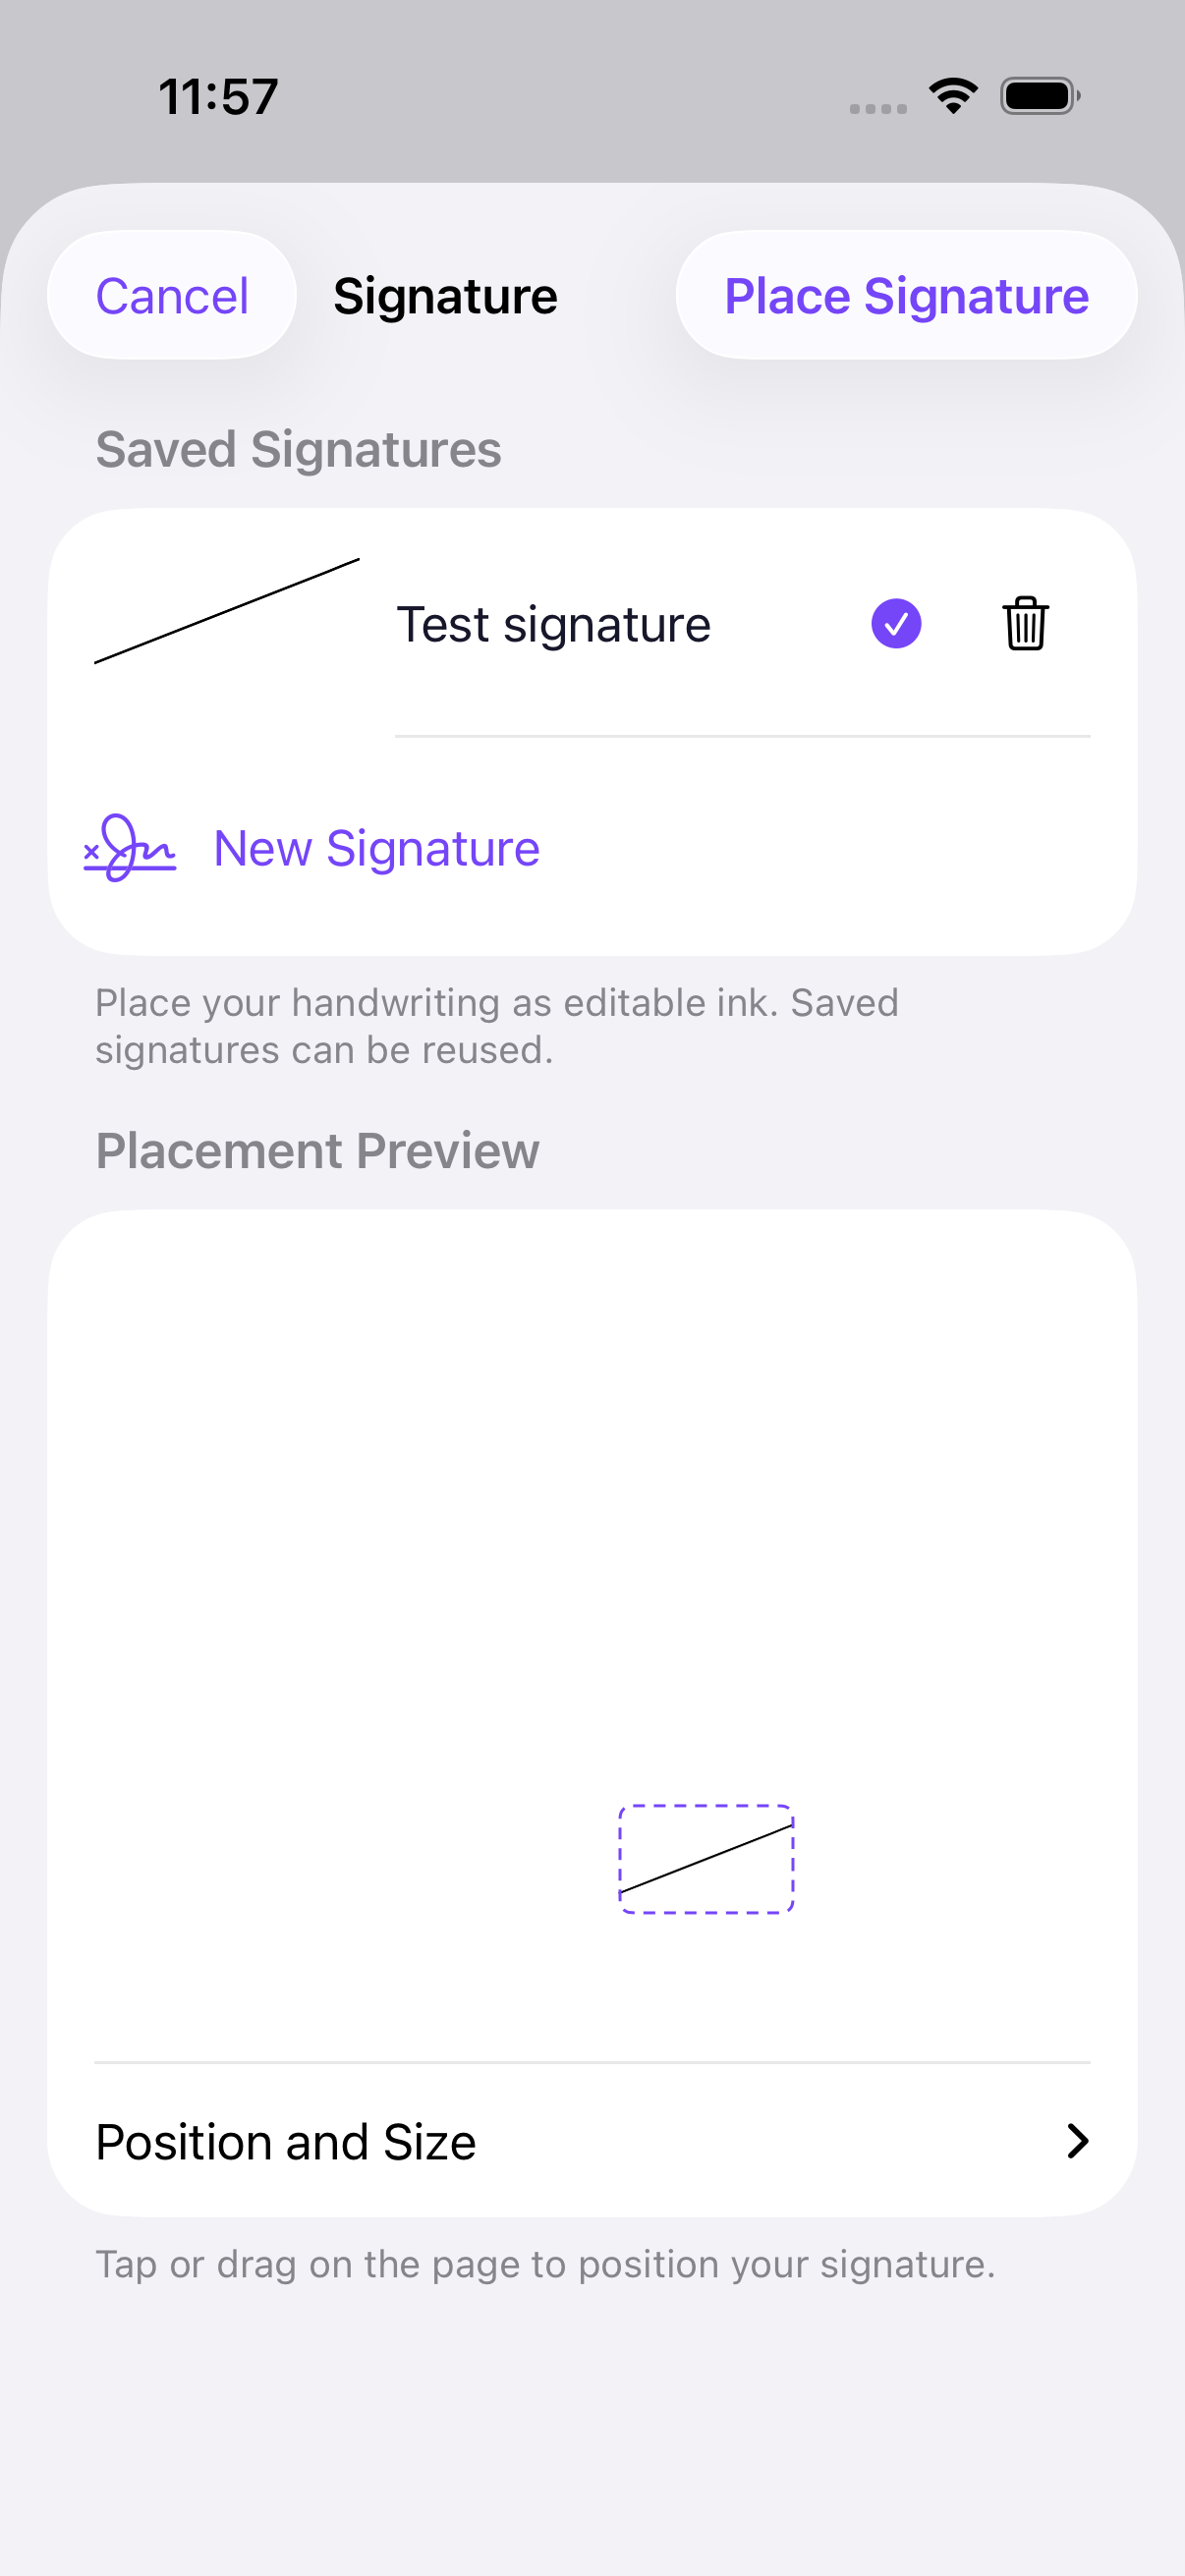 11:57
Cancel
Signature
Place Signature
Saved Signatures
Test signature
New Signature
Place your handwriting as editable ink. Saved
signatures can be reused.
Placement Preview
Position and Size
Tap or drag on the page to position your signature.